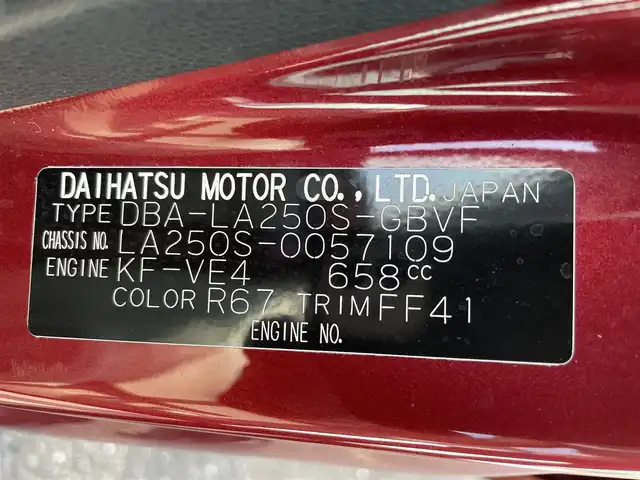 DAIHATSU MOTOR CO., LTD. JAPAN
TYPE DBA-LA250S-GBVF
CHASSIS NO. LA250S-0057109
ENGINE KF-VE4 658CC
COLOR R67 TRIM FF41
ENGINE NO.